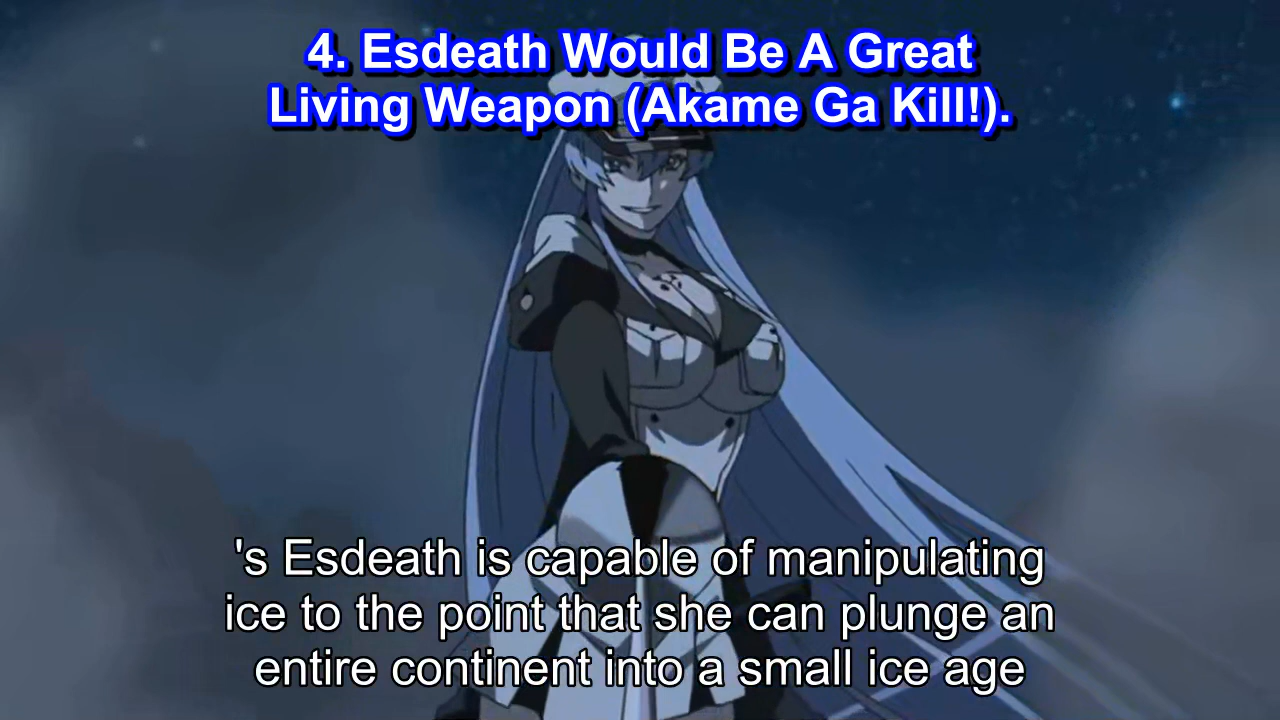 4. Esdeath Would Be A Great
Living Weapon (Akame Ga Kill!).
's Esdeath is capable of manipulating
ice to the point that she can plunge an
entire continent into a small ice age